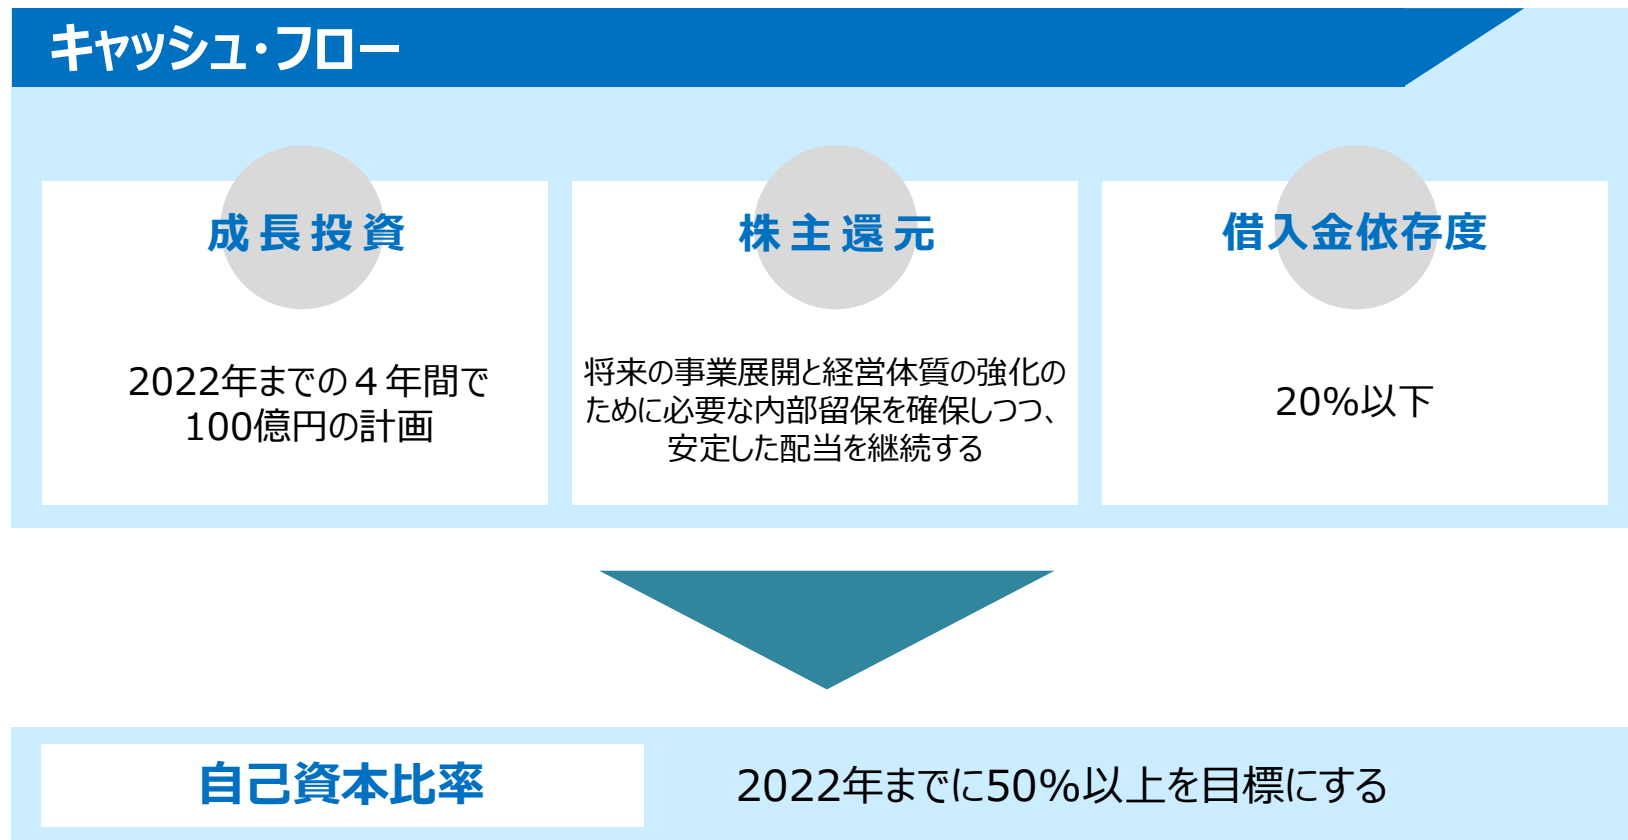 キャッシュ・フロー
成長投資
2022年までの４年間で
100億円の計画
株主還元
将来の事業展開と経営体質の強化の
ために必要な内部留保を確保しつつ、
安定した配当を継続する
借入金依存度
20%以下
自己資本比率
2022年までに50%以上を目標にする